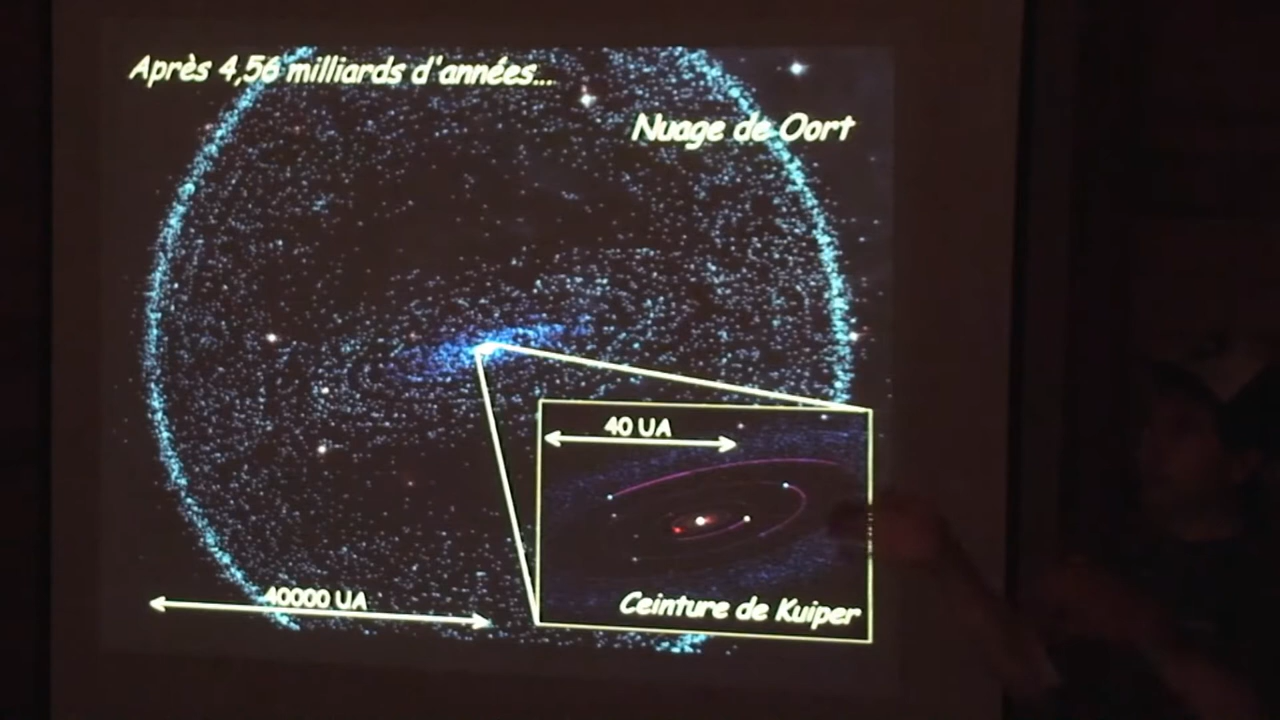 Après 4,56 milliards d'années...
Nuage de Oort
40 UA
40000 UA
Ceinture de Kuiper